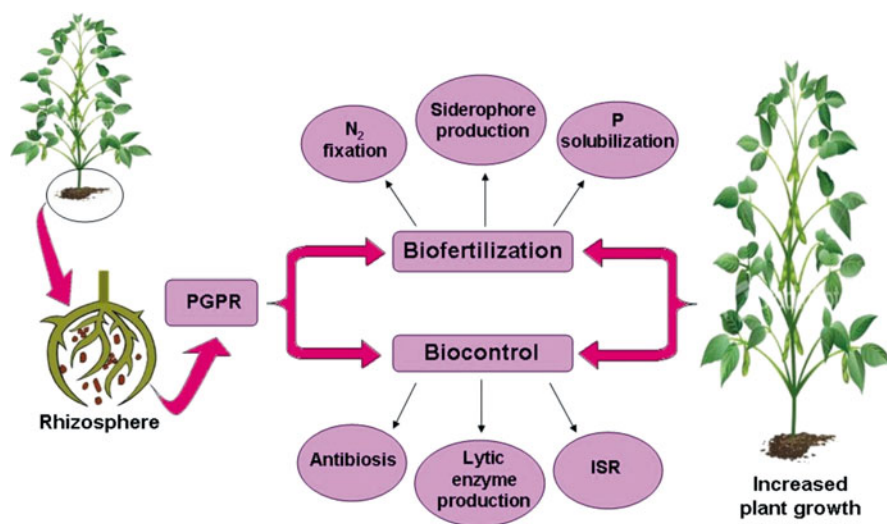 N₂
fixation
Siderophore
production
P
solubilization
Biofertilization
PGPR
Biocontrol
Rhizosphere
Antibiosis
Lytic
enzyme
production
ISR
Increased
plant growth